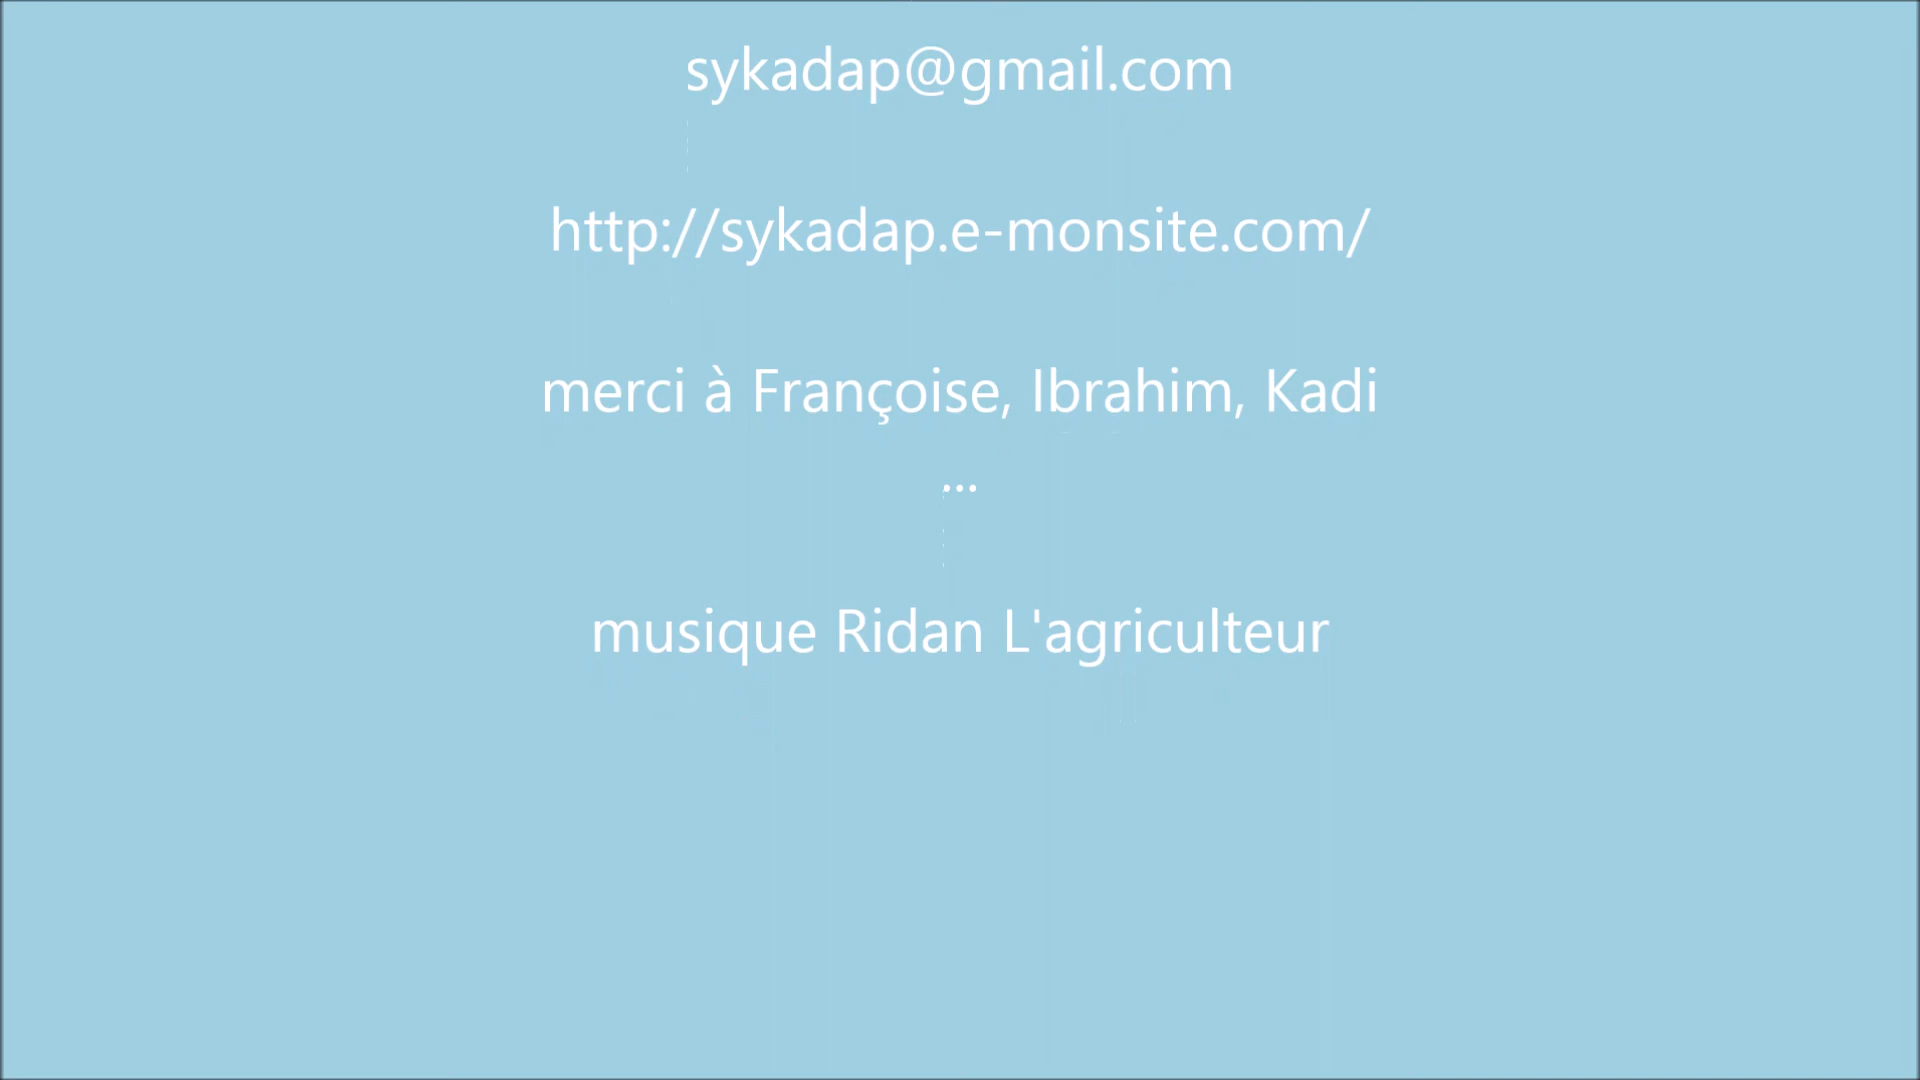 sykadap@gmail.com
http://sykadap.e-monsite.com/
merci à Françoise, Ibrahim, Kadi
...
musique Ridan L'agriculteur